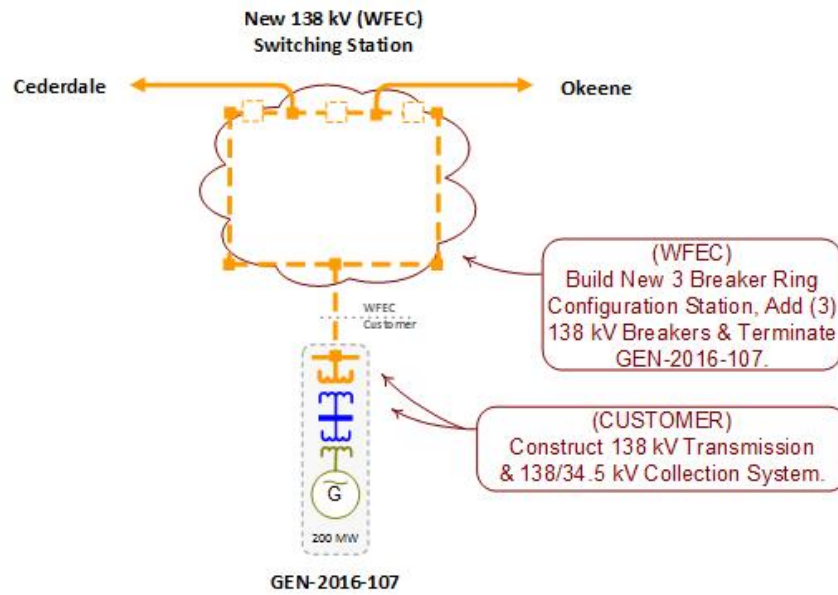 New 138 kV (WFEC)
Switching Station
Cederdale
Okeene
(WFEC)
Build New 3 Breaker Ring
Configuration Station, Add (3)
138 kV Breakers & Terminate
GEN-2016-107.
WFEC
Customer
(CUSTOMER)
Construct 138 kV Transmission
& 138/34.5 kV Collection System.
G
200 MW
GEN-2016-107